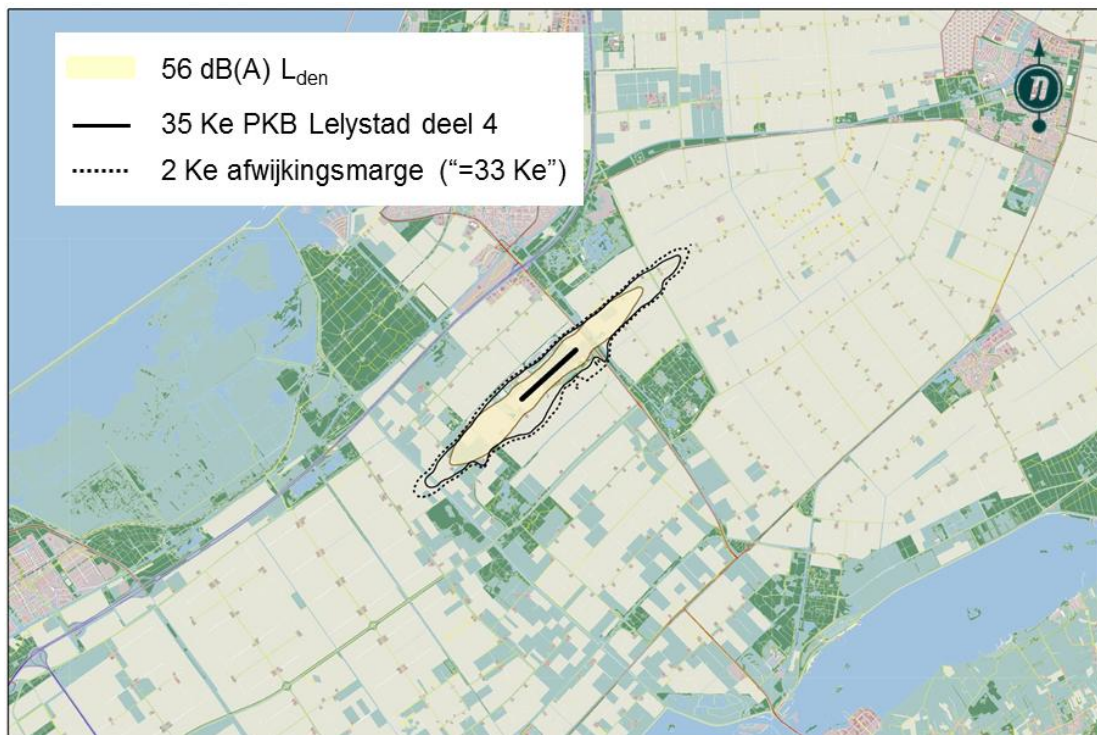 56 dB(A) Lden
35 Ke PKB Lelystad deel 4
2 Ke afwijkingsmarge (“=33 Ke”)